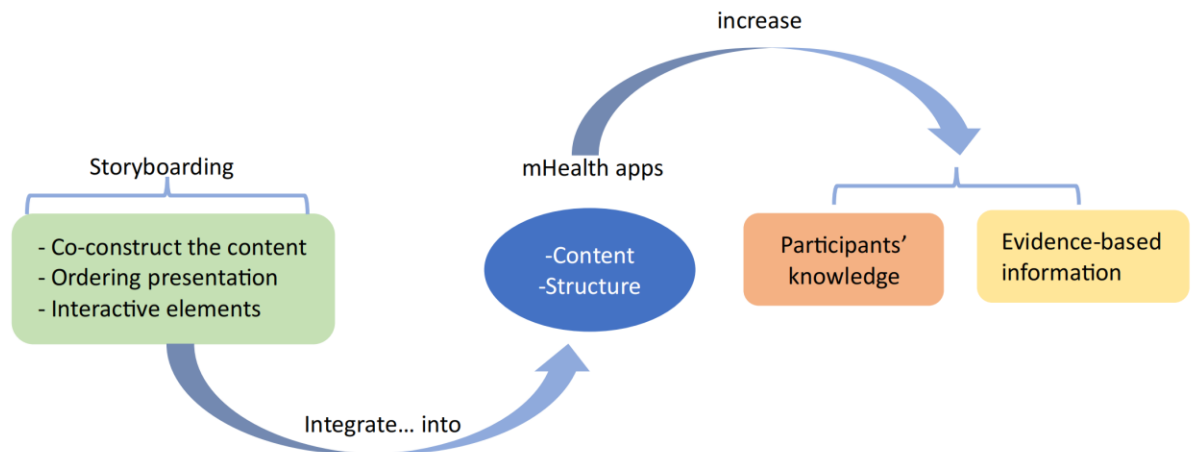 increase
Storyboarding
mHealth apps
- Co-construct the content
- Ordering presentation
- Interactive elements
-Content
-Structure
Participants’
knowledge
Evidence-based
information
Integrate... into